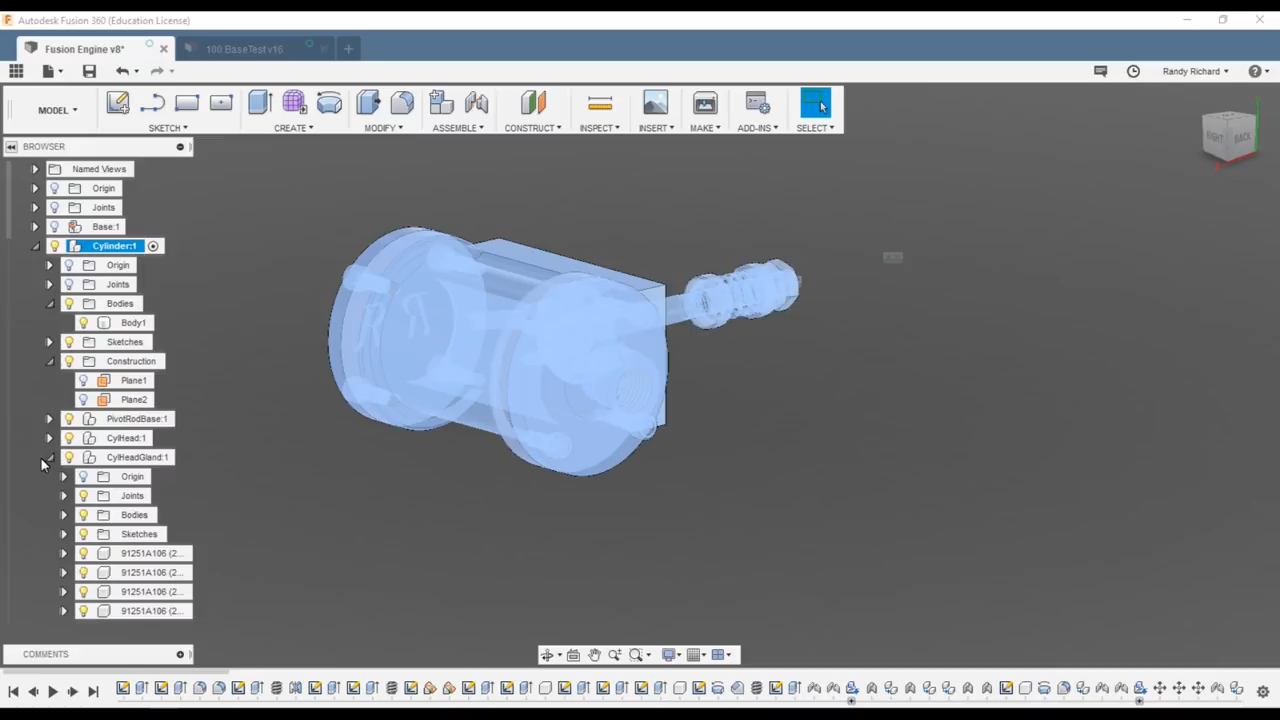 Autodesk Fusion 360 (Education License)
Fusion Engine v8*
100 BaseTest v16
Randy Richard
MODEL
SKETCH
CREATE
MODIFY
ASSEMBLE
CONSTRUCT
INSPECT
INSERT
MAKE
ADD-INS
SELECT
BROWSER
RIGHT
BACK
Named Views
Origin
Joints
Base:1
Cylinder:1
Origin
Joints
Bodies
Body1
Sketches
Construction
Plane1
Plane2
PivotRodBase:1
CylHead:1
CylHeadGland:1
Origin
Joints
Bodies
Sketches
91251A106 (2...
91251A106 (2...
91251A106 (2...
91251A106 (2...
COMMENTS